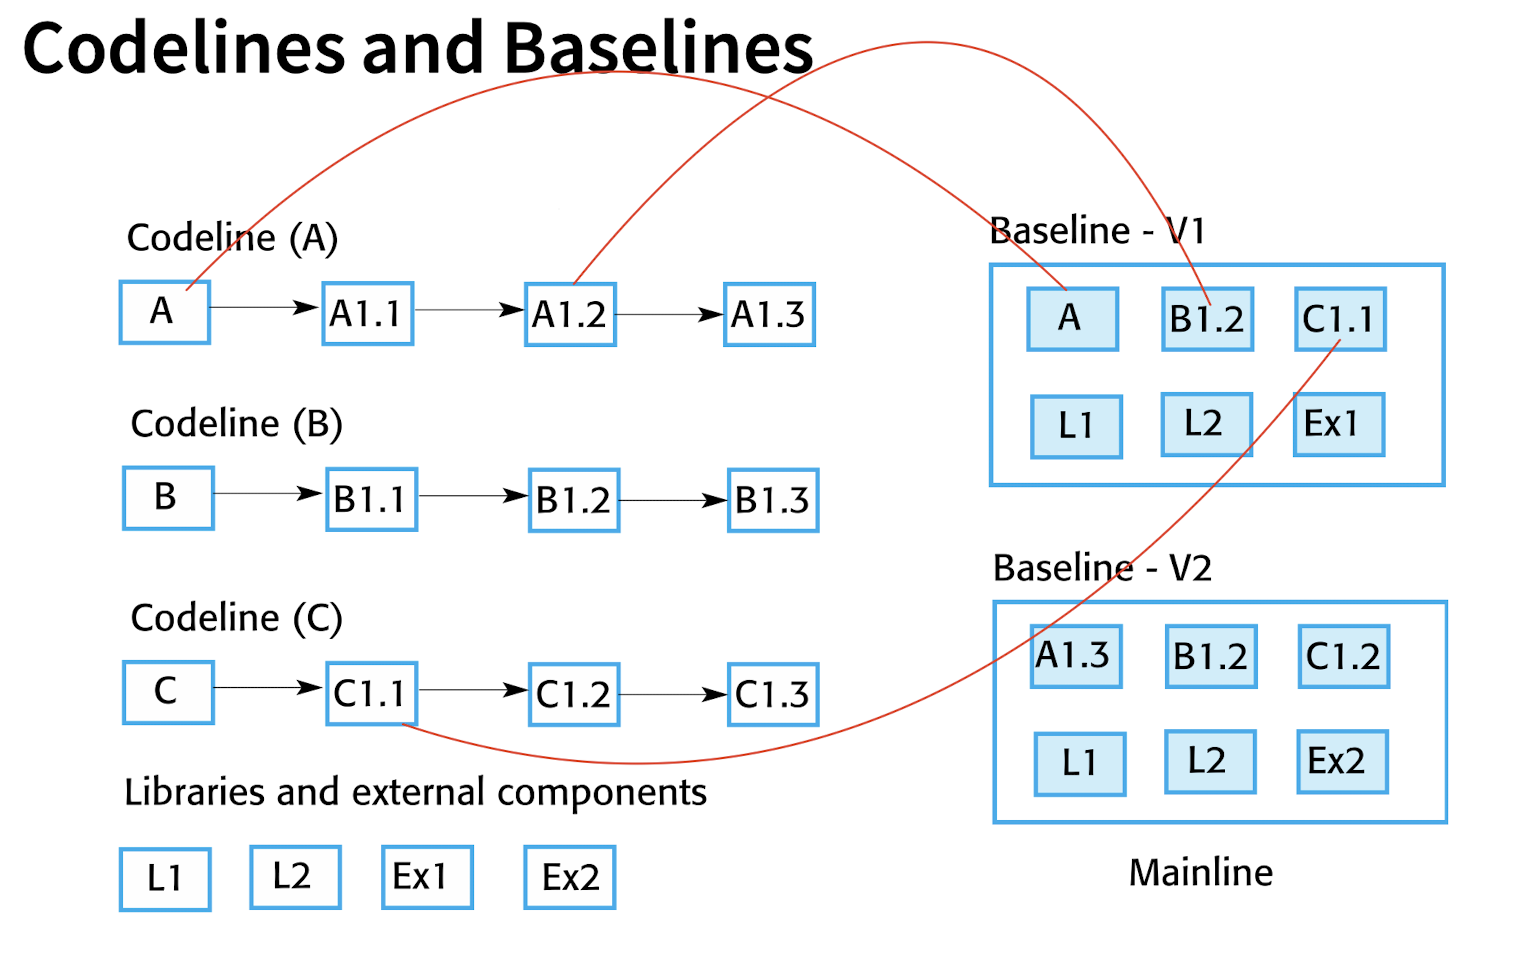 Codelines and Baselines
Codeline (A)
A
A1.1
A1.2
A1.3
Codeline (B)
B
B1.1
B1.2
B1.3
Codeline (C)
C
C1.1
C1.2
C1.3
Libraries and external components
L1
L2
Ex1
Ex2
Baseline - V1
A
B1.2
C1.1
L1
L2
Ex1
Baseline - V2
A1.3
B1.2
C1.2
L1
L2
Ex2
Mainline